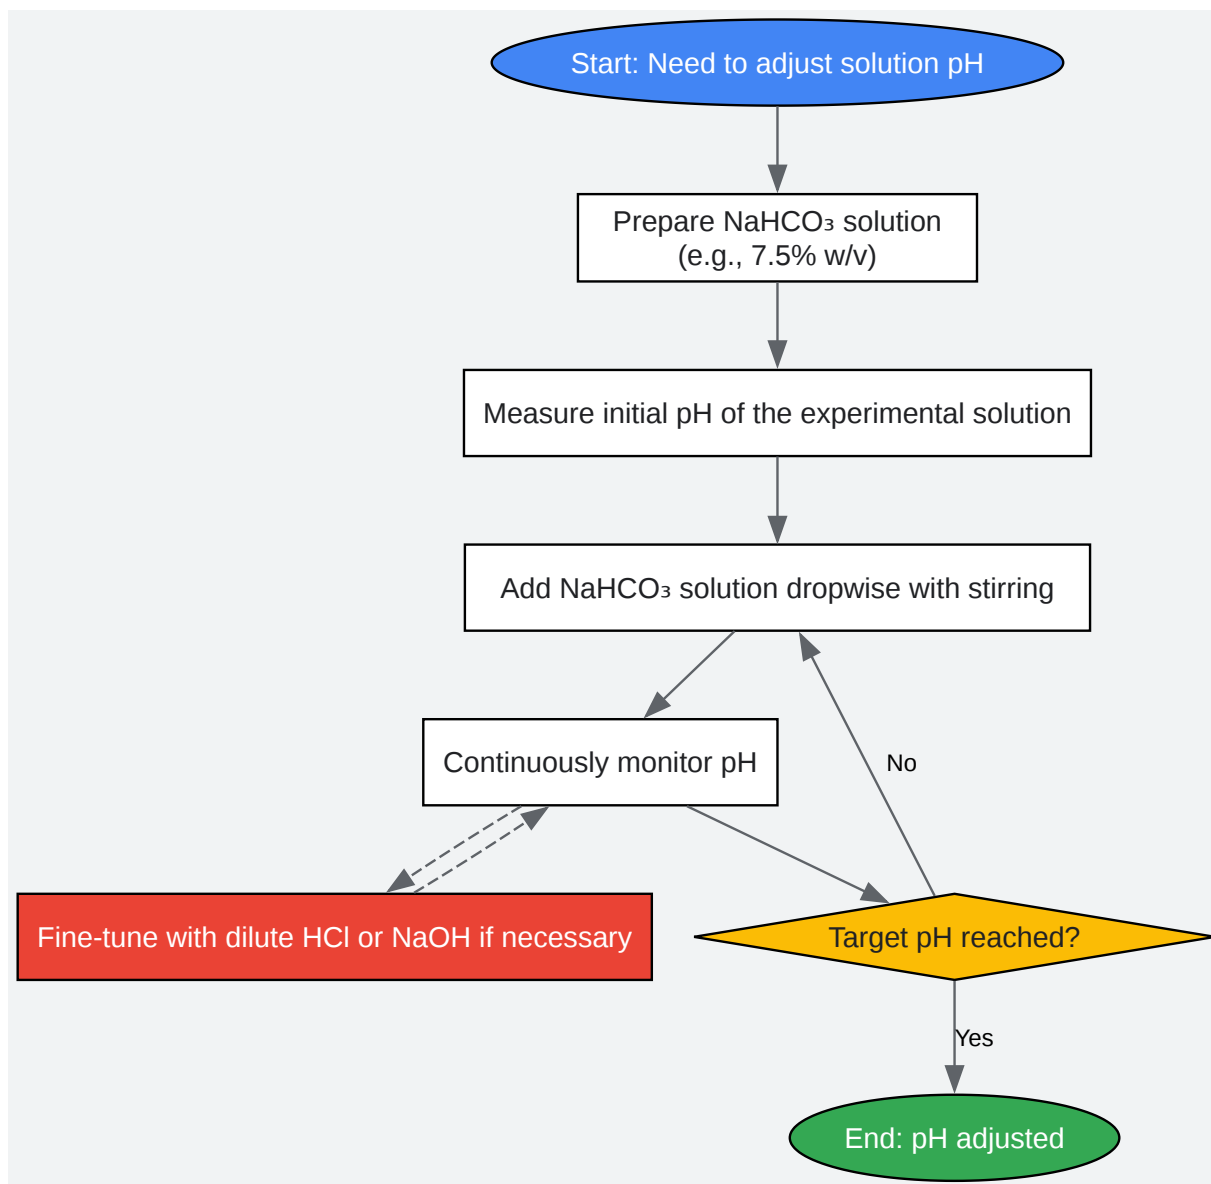 Start: Need to adjust solution pH
Prepare NaHCO₃ solution
(e.g., 7.5% w/v)
Measure initial pH of the experimental solution
Add NaHCO₃ solution dropwise with stirring
Continuously monitor pH
No
Fine-tune with dilute HCl or NaOH if necessary
Target pH reached?
Yes
End: pH adjusted